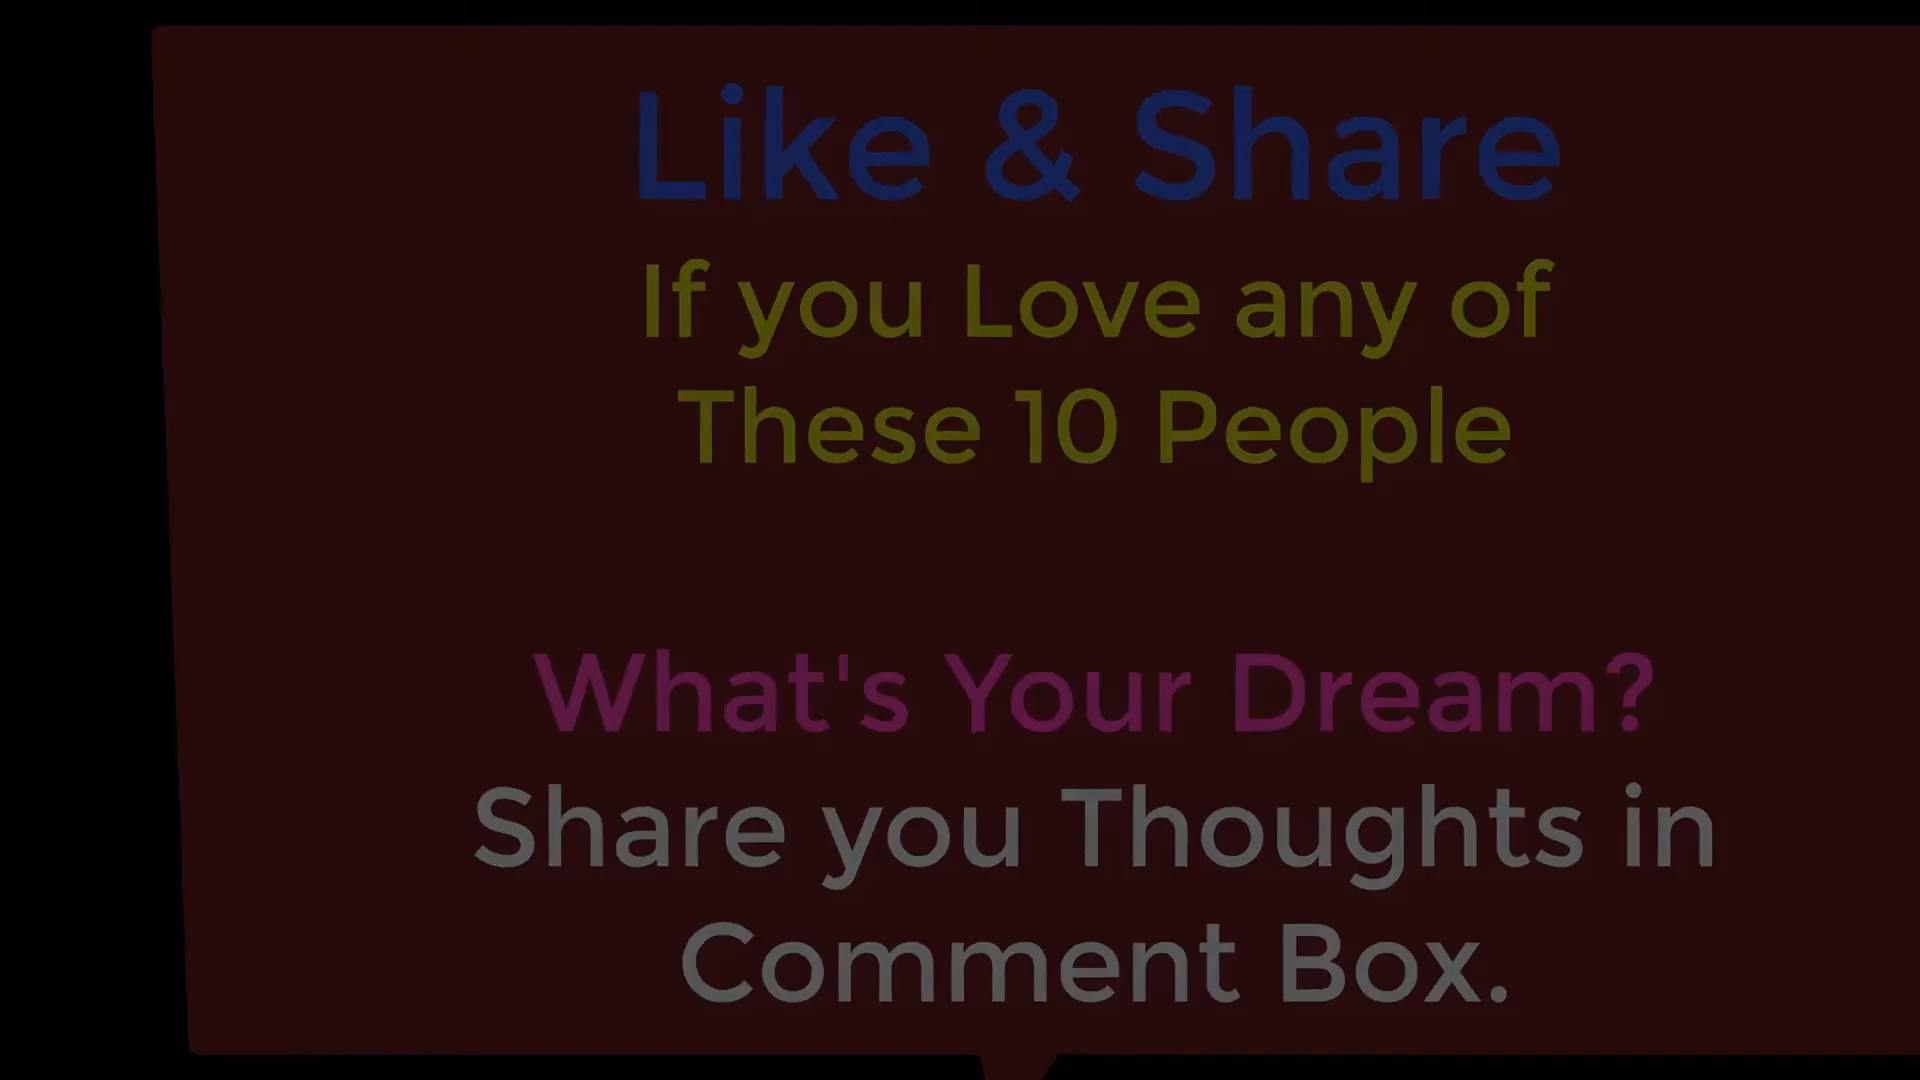 Like & Share
If you Love any of
These 10 People
What's Your Dream?
Share you Thoughts in
Comment Box.